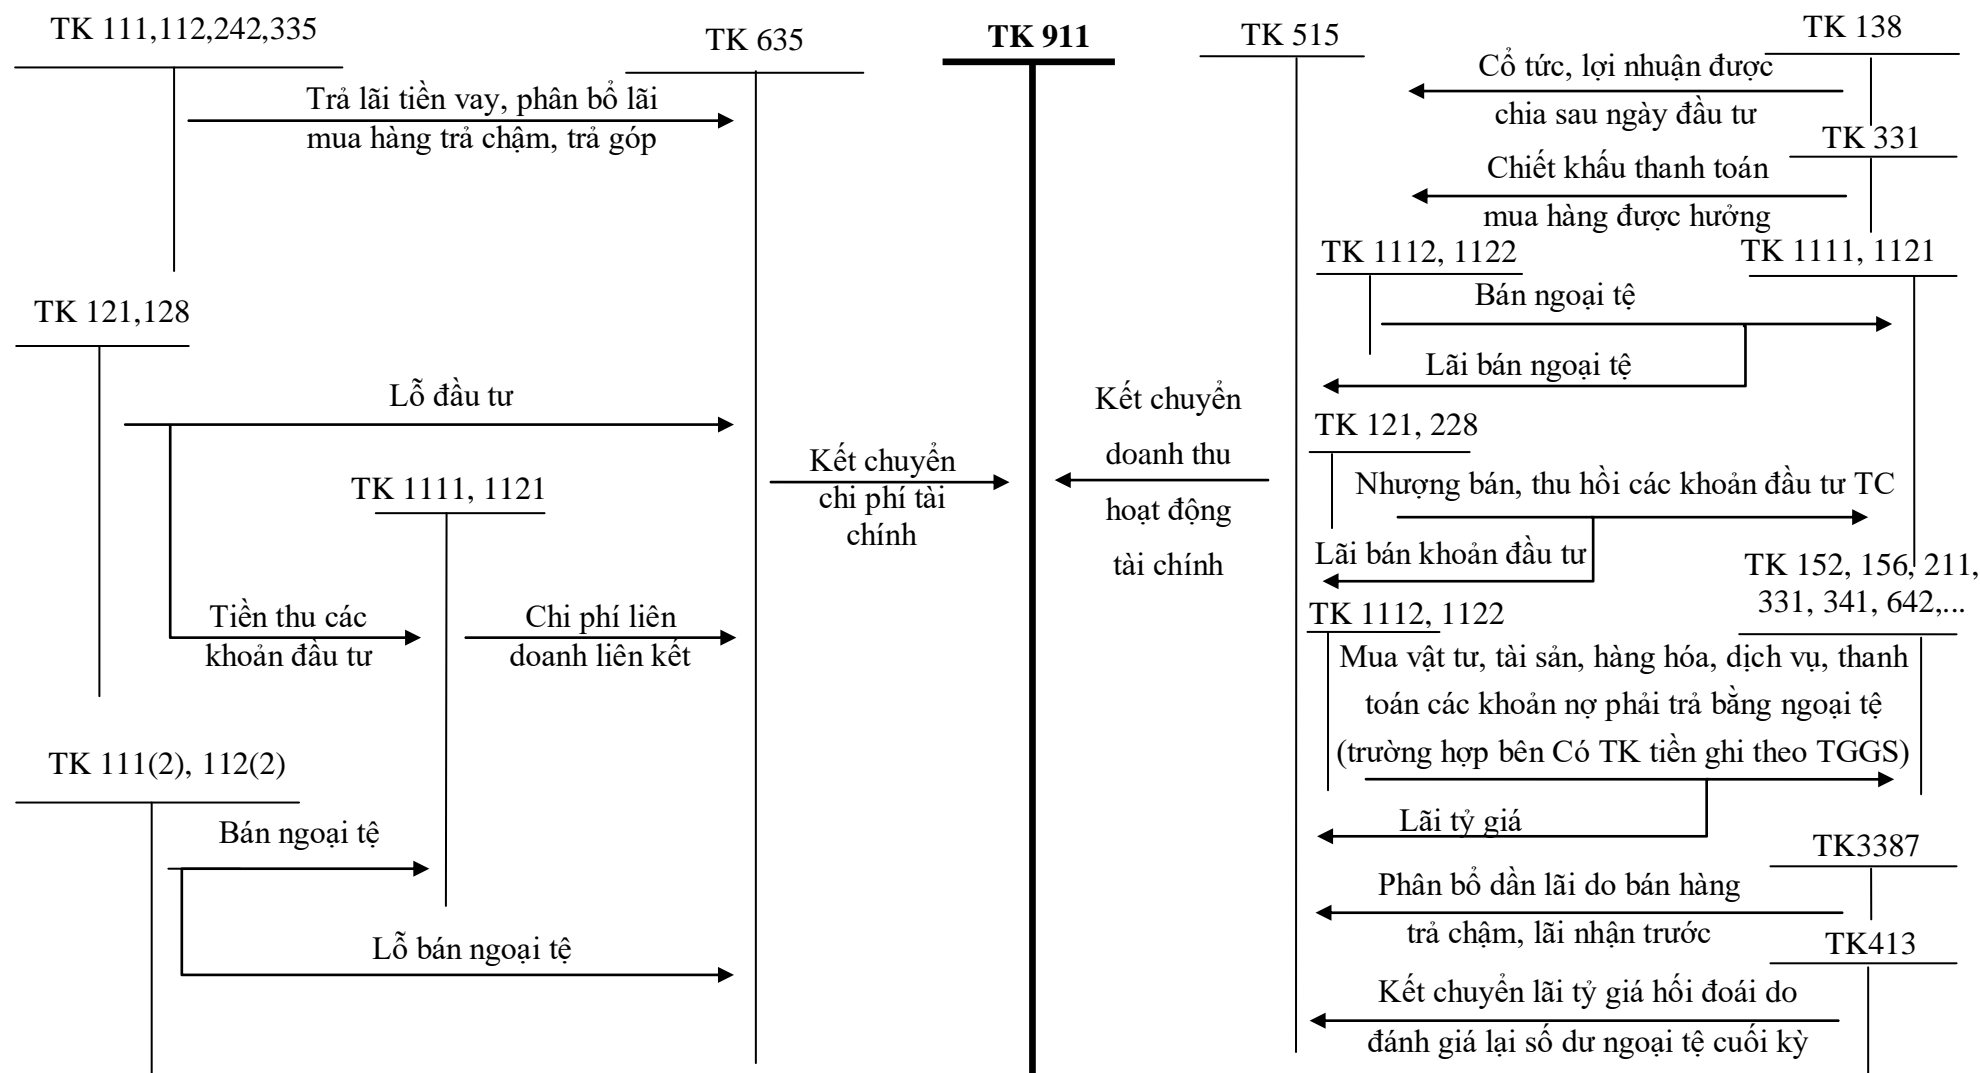 TK 111,112,242,335
TK 635
TK 911
TK 515
TK 138
Trả lãi tiền vay, phân bổ lãi
mua hàng trả chậm, trả góp
Cổ tức, lợi nhuận được
chia sau ngày đầu tư
TK 331
Chiết khấu thanh toán
mua hàng được hưởng
TK 1112, 1122
TK 1111, 1121
Bán ngoại tệ
Lãi bán ngoại tệ
TK 121,128
Lỗ đầu tư
TK 1111, 1121
Tiền thu các
khoản đầu tư
Chi phí liên
doanh liên kết
Kết chuyển
chi phí tài
chính
Kết chuyển
doanh thu
hoạt động
tài chính
TK 121, 228
Nhượng bán, thu hồi các khoản đầu tư TC
Lãi bán khoản đầu tư
TK 152, 156, 211,
331, 341, 642,...
TK 1112, 1122
Mua vật tư, tài sản, hàng hóa, dịch vụ, thanh
toán các khoản nợ phải trả bằng ngoại tệ
(trường hợp bên Có TK tiền ghi theo TGGS)
Lãi tỷ giá
TK 111(2), 112(2)
Bán ngoại tệ
Lỗ bán ngoại tệ
TK3387
Phân bổ dần lãi do bán hàng
trả chậm, lãi nhận trước
TK413
Kết chuyển lãi tỷ giá hối đoái do
đánh giá lại số dư ngoại tệ cuối kỳ